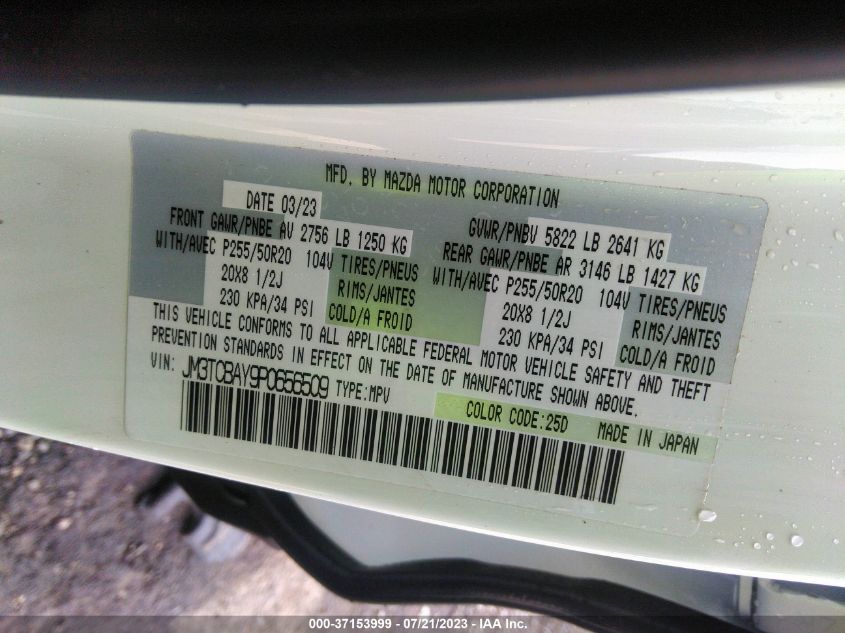 MFD. BY MAZDA MOTOR CORPORATION
DATE 03/23
GVWR/PNBV 5822 LB 2641 KG
FRONT GAWR/PNBE AV 2756 LB 1250 KG
REAR GAWR/PNBE AR 3146 LB 1427 KG
WITH/AVEC P255/50R20 104V TIRES/PNEUS
WITH/AVEC P255/50R20 104V TIRES/PNEUS
20X8 1/2J RIMS/JANTES
20X8 1/2J RIMS/JANTES
230 KPA/34 PSI COLD/A FROID
230 KPA/34 PSI COLD/A FROID
THIS VEHICLE CONFORMS TO ALL APPLICABLE FEDERAL MOTOR VEHICLE SAFETY AND THEFT
PREVENTION STANDARDS IN EFFECT ON THE DATE OF MANUFACTURE SHOWN ABOVE.
VIN: JM3TCBAY9P0656509 TYPE:MPV
COLOR CODE:25D MADE IN JAPAN
000-37153999 / 07/21/2023 / IAA Inc.